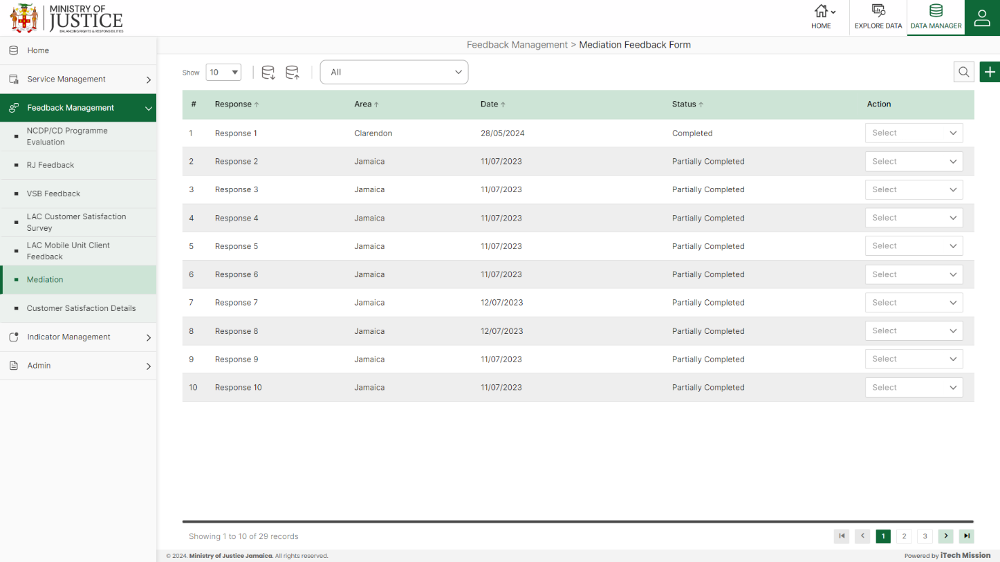 MINISTRY OF
JUSTICE
BALANCING RIGHTS & RESPONSIBILITIES
HOME
EXPLORE DATA
DATA MANAGER
Home
Service Management
Feedback Management
NCDP/CD Programme
Evaluation
RJ Feedback
VSB Feedback
LAC Customer Satisfaction
Survey
LAC Mobile Unit Client
Feedback
Mediation
Customer Satisfaction Details
Indicator Management
Admin
Feedback Management > Mediation Feedback Form
Show 10 All
# Response Area Date Status Action
1 Response 1 Clarendon 28/05/2024 Completed Select
2 Response 2 Jamaica 11/07/2023 Partially Completed Select
3 Response 3 Jamaica 11/07/2023 Partially Completed Select
4 Response 4 Jamaica 11/07/2023 Partially Completed Select
5 Response 5 Jamaica 11/07/2023 Partially Completed Select
6 Response 6 Jamaica 11/07/2023 Partially Completed Select
7 Response 7 Jamaica 12/07/2023 Partially Completed Select
8 Response 8 Jamaica 12/07/2023 Partially Completed Select
9 Response 9 Jamaica 11/07/2023 Partially Completed Select
10 Response 10 Jamaica 11/07/2023 Partially Completed Select
Showing 1 to 10 of 29 records
1 2 3
© 2024. Ministry of Justice Jamaica. All rights reserved.
Powered by iTech Mission